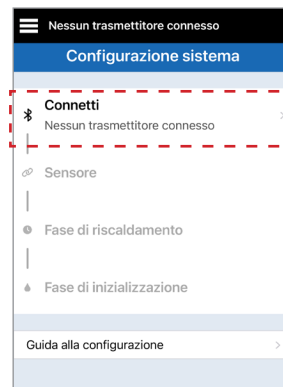 Nessun trasmettitore connesso
Configurazione sistema
Connetti
Nessun trasmettitore connesso
Sensore
Fase di riscaldamento
Fase di inizializzazione
Guida alla configurazione